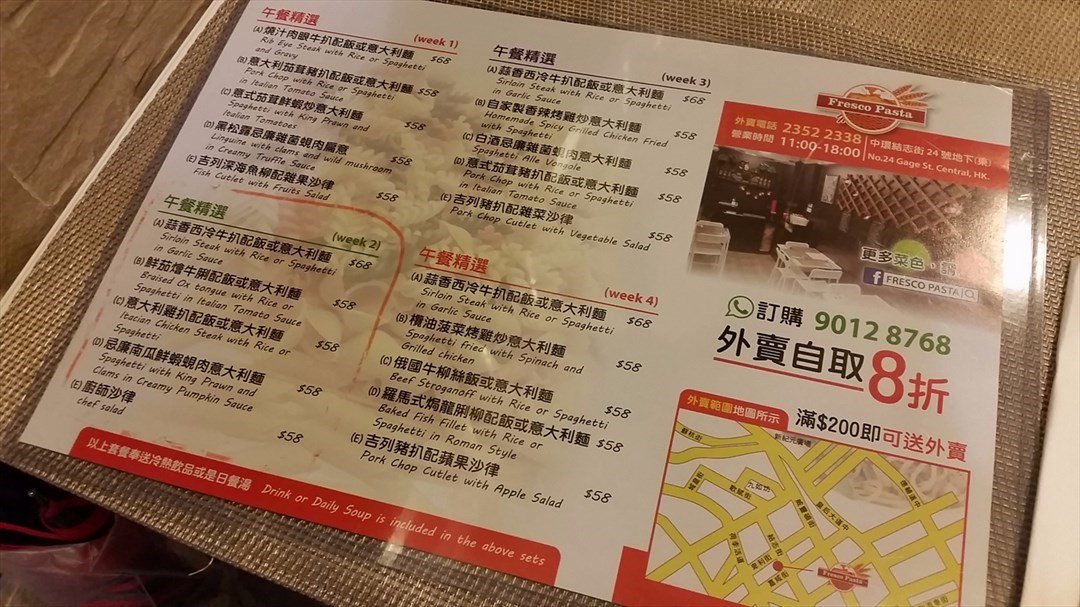 午餐精選
(week 1)
(A) 燒汁肉眼牛扒配飯或意大利麵 $68
Rib Eye Steak with Rice or Spaghetti
and Gravy
(B) 意大利茄茸豬扒配飯或意大利麵 $58
Pork Chop with Rice or Spaghetti
in Italian Tomato Sauce
(C) 意式茄茸鮮蝦炒意大利麵 $58
Spaghetti with King Prawn and
Italian Tomatoes
(D) 黑松露忌廉雜菌蜆肉扁意 $58
Linguine with clams and wild mushroom
in Creamy Truffle Sauce
(E) 吉列深海魚柳配雜果沙律 $58
Fish Cutlet with Fruits Salad
午餐精選
(week 2)
(A) 蒜香西冷牛扒配飯或意大利麵 $68
Sirloin Steak with Rice or Spaghetti
in Garlic Sauce
(B) 鮮茄燴牛脷配飯或意大利麵 $58
Braised Ox tongue with Rice or
Spaghetti in Italian Tomato Sauce
(C) 意大利雞扒配飯或意大利麵 $58
Itacian Chicken Steak with Rice or
Spaghetti
(D) 忌廉南瓜鮮蝦蜆肉意大利麵 $58
Spaghetti with King Prawn and
Clams in Creamy Pumpkin Sauce
(E) 廚師沙律 $58
chef salad
午餐精選
(week 3)
(A) 蒜香西冷牛扒配飯或意大利麵 $68
Sirloin Steak with Rice or Spaghetti
in Garlic Sauce
(B) 自家製香辣烤雞炒意大利麵 $58
Homemade Spicy Grilled Chicken Fried
with Spaghetti
(C) 白酒忌廉雜菌蜆肉意大利麵 $58
Spaghetti Alle Vongole
(D) 意式茄茸豬扒配飯或意大利麵 $58
Pork Chop with Rice or Spaghetti
in Italian Tomato Sauce
(E) 吉列豬扒配雜菜沙律 $58
Pork Chop Cutlet with Vegetable Salad
午餐精選
(week 4)
(A) 蒜香西冷牛扒配飯或意大利麵 $68
Sirloin Steak with Rice or Spaghetti
in Garlic Sauce
(B) 欖油菠菜烤雞炒意大利麵 $58
Spaghetti fried with Spinach and
Grilled chicken
(C) 俄國牛柳絲飯或意大利麵 $58
Beef Stroganoff with Rice or Spaghetti
(D) 羅馬式焗龍脷柳配飯或意大利麵 $58
Baked Fish Fillet with Rice or
Spaghetti in Roman Style
(E) 吉列豬扒配蘋果沙律 $58
Pork Chop Cutlet with Apple Salad
以上套餐奉送冷熱飲品或是日餐湯 Drink or Daily Soup is included in the above sets
Fresco Pasta
外賣電話 2352 2338
營業時間 11:00-18:00
中環結志街 24 號地下(東)
No.24 Gage St. Central, HK.
更多菜色，
f FRESCO PASTA
訂購 9012 8768
外賣自取8折
外賣範圍地圖所示
滿$200即可送外賣
新紀元廣場
九如坊
Fresco Pasta